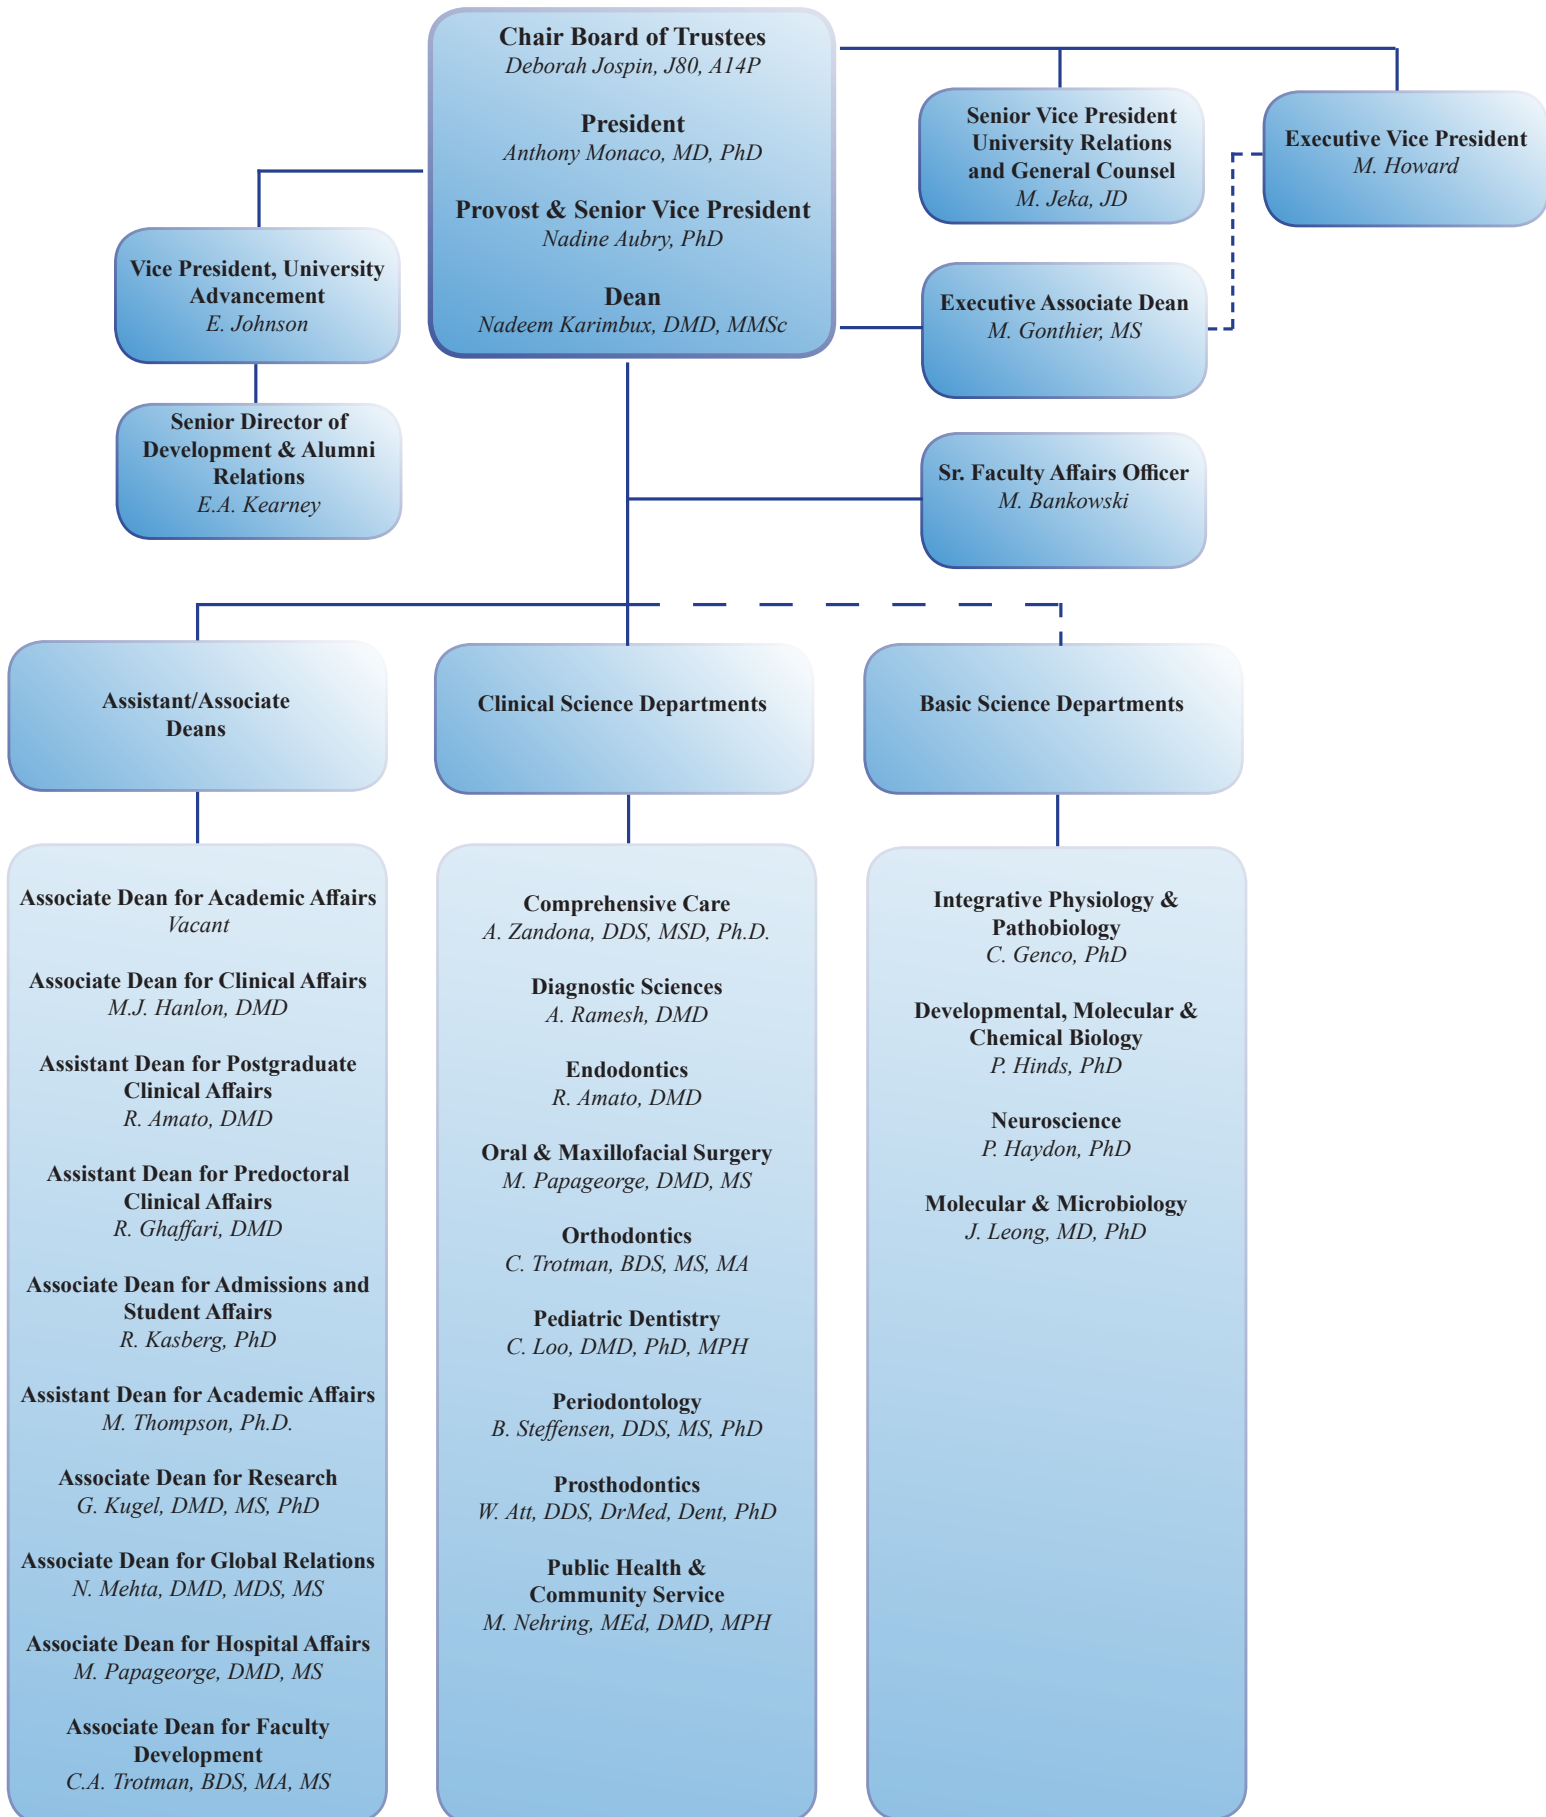 Chair Board of Trustees
Deborah Jospin, J80, A14P
President
Anthony Monaco, MD, PhD
Provost & Senior Vice President
Nadine Aubry, PhD
Dean
Nadeem Karimbux, DMD, MMSc
Senior Vice President
University Relations
and General Counsel
M. Jeka, JD
Executive Vice President
M. Howard
Vice President, University
Advancement
E. Johnson
Executive Associate Dean
M. Gonthier, MS
Senior Director of
Development & Alumni
Relations
E.A. Kearney
Sr. Faculty Affairs Officer
M. Bankowski
Assistant/Associate
Deans
Clinical Science Departments
Basic Science Departments
Associate Dean for Academic Affairs
Vacant
Associate Dean for Clinical Affairs
M.J. Hanlon, DMD
Assistant Dean for Postgraduate
Clinical Affairs
R. Amato, DMD
Assistant Dean for Predoctoral
Clinical Affairs
R. Ghaffari, DMD
Associate Dean for Admissions and
Student Affairs
R. Kasberg, PhD
Assistant Dean for Academic Affairs
M. Thompson, Ph.D.
Associate Dean for Research
G. Kugel, DMD, MS, PhD
Associate Dean for Global Relations
N. Mehta, DMD, MDS, MS
Associate Dean for Hospital Affairs
M. Papageorge, DMD, MS
Associate Dean for Faculty
Development
C.A. Trotman, BDS, MA, MS
Comprehensive Care
A. Zandona, DDS, MSD, Ph.D.
Diagnostic Sciences
A. Ramesh, DMD
Endodontics
R. Amato, DMD
Oral & Maxillofacial Surgery
M. Papageorge, DMD, MS
Orthodontics
C. Trotman, BDS, MS, MA
Pediatric Dentistry
C. Loo, DMD, PhD, MPH
Periodontology
B. Steffensen, DDS, MS, PhD
Prosthodontics
W. Att, DDS, DrMed, Dent, PhD
Public Health &
Community Service
M. Nehring, MEd, DMD, MPH
Integrative Physiology &
Pathobiology
C. Genco, PhD
Developmental, Molecular &
Chemical Biology
P. Hinds, PhD
Neuroscience
P. Haydon, PhD
Molecular & Microbiology
J. Leong, MD, PhD